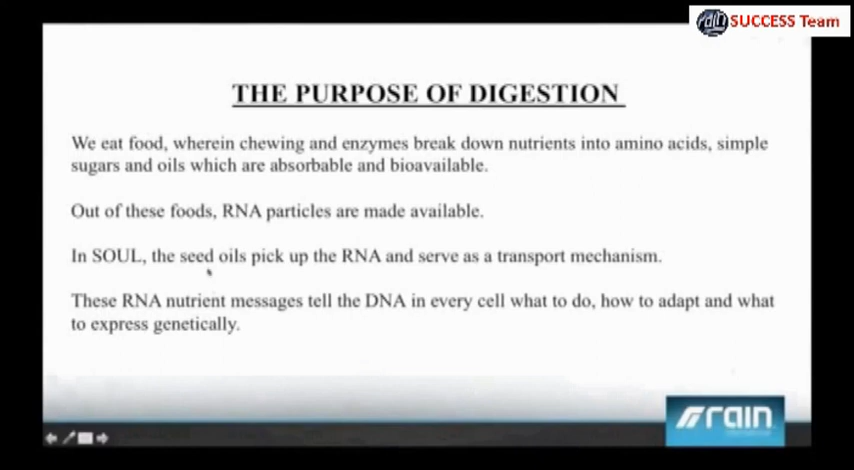 rain SUCCESS Team
THE PURPOSE OF DIGESTION
We eat food, wherein chewing and enzymes break down nutrients into amino acids, simple
sugars and oils which are absorbable and bioavailable.
Out of these foods, RNA particles are made available.
In SOUL, the seed oils pick up the RNA and serve as a transport mechanism.
These RNA nutrient messages tell the DNA in every cell what to do, how to adapt and what
to express genetically.
rain